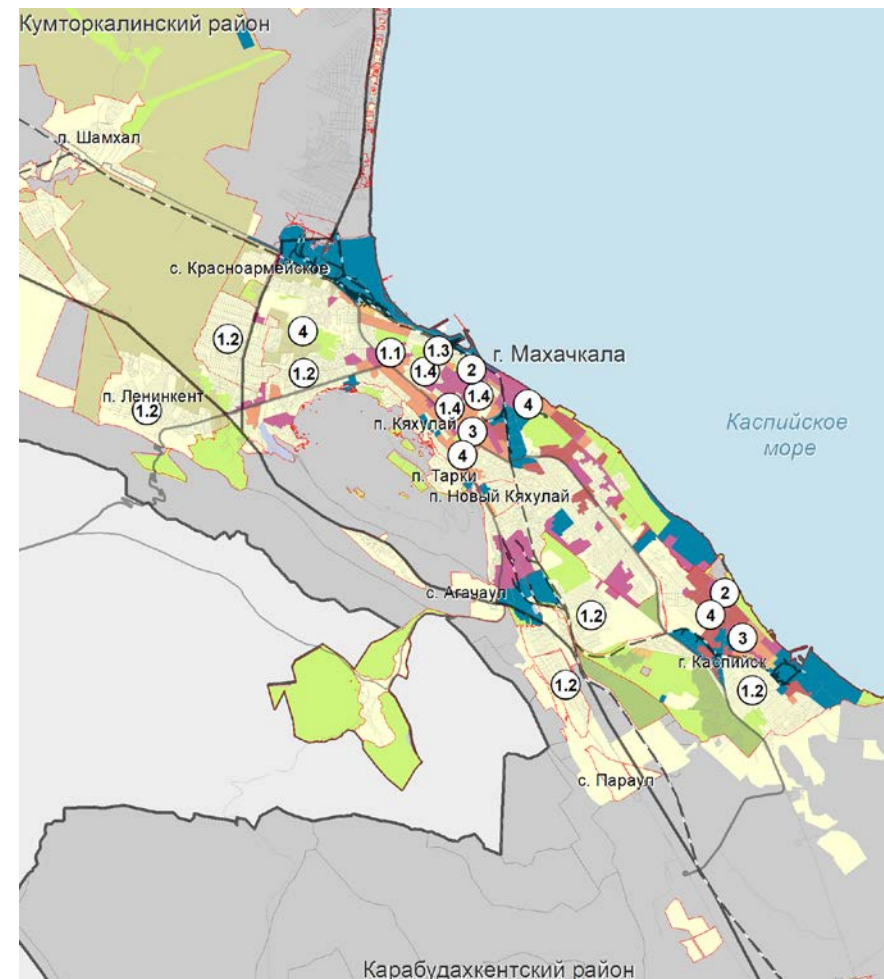 Кумторкалинский район
п. Шамхал
с. Красноармейское
1.2
4
1.1
1.3
г. Махачкала
1.2
1.4
2
п. Ленинкент
1.2
1.4
4
1.4
п. Кяхулай
3
Каспийское
море
4
п. Тарки
п. Новый Кяхулай
с. Агачаул
2
1.2
4
3
г. Каспийск
1.2
1.2
с. Параул
Карабудахкентский район